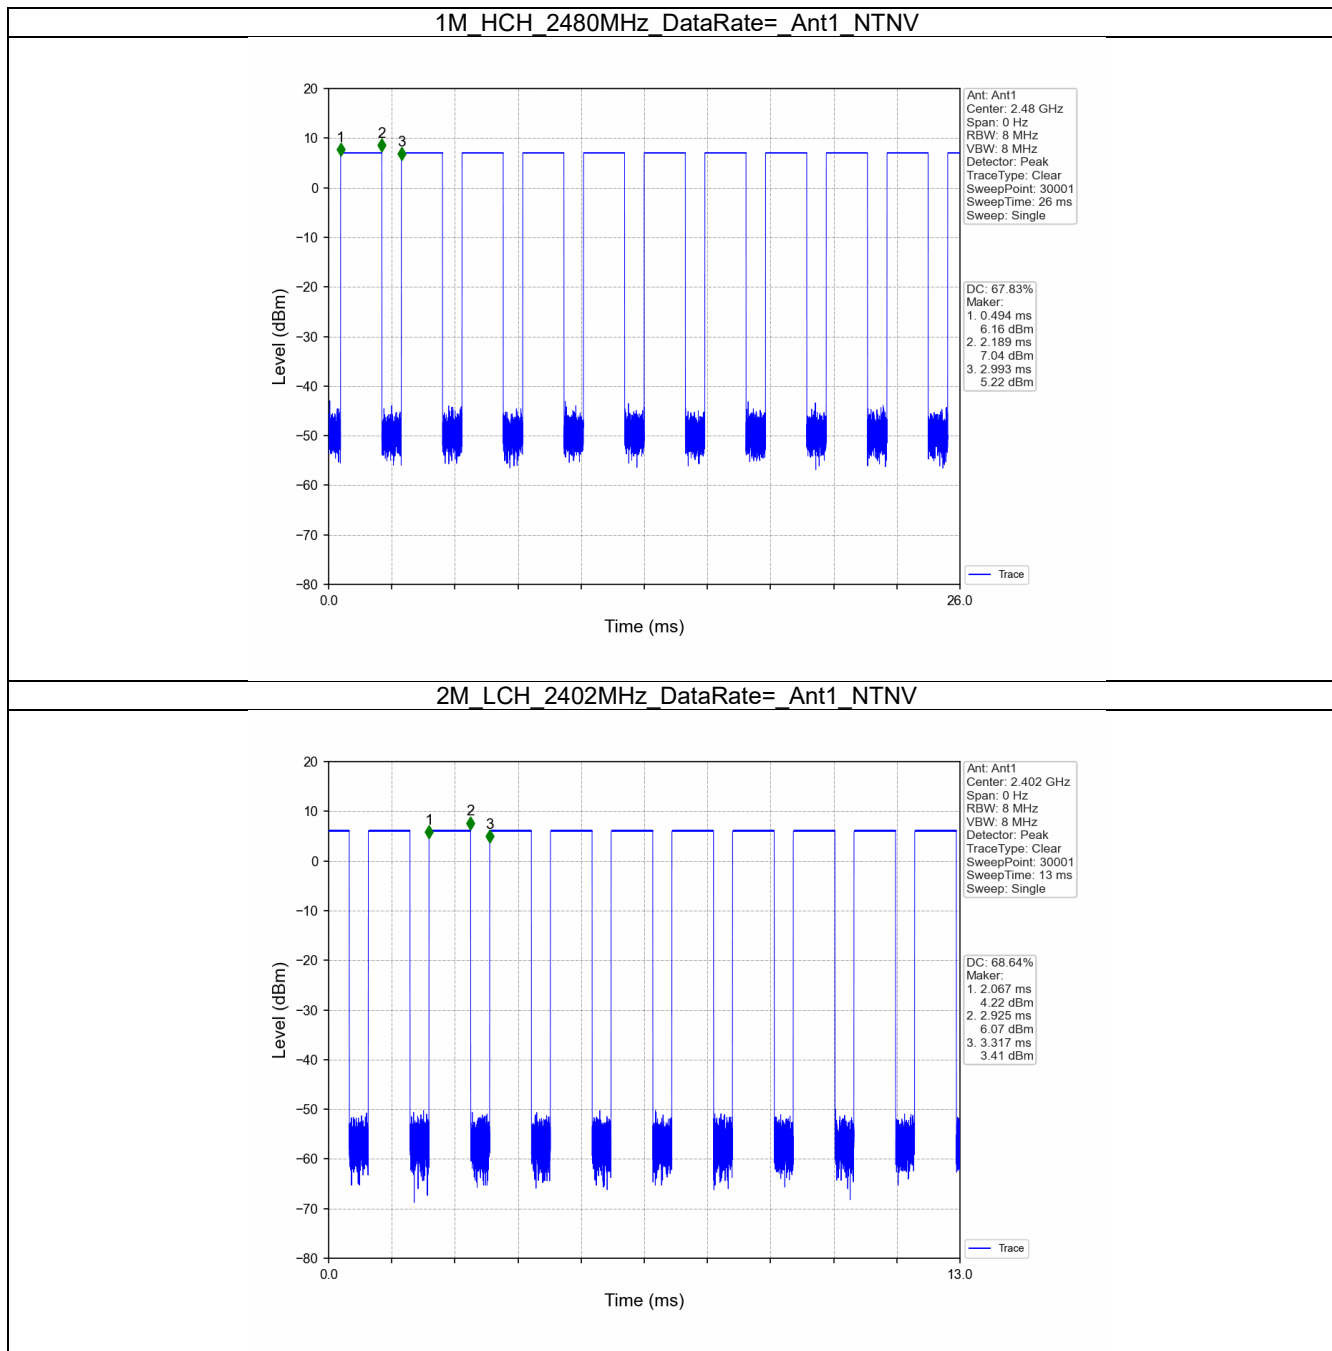 1M_HCH_2480MHz_DataRate=_Ant1_NTNV
20
10
0
−10
−20
−30
−40
−50
−60
−70
−80
Level (dBm)
1
2
3
0.0
26.0
Time (ms)
Ant: Ant1
Center: 2.48 GHz
Span: 0 Hz
RBW: 8 MHz
VBW: 8 MHz
Detector: Peak
TraceType: Clear
SweepPoint: 30001
SweepTime: 26 ms
Sweep: Single
DC: 67.83%
Maker:
1. 0.494 ms
6.16 dBm
2. 2.189 ms
7.04 dBm
3. 2.993 ms
5.22 dBm
Trace
2M_LCH_2402MHz_DataRate=_Ant1_NTNV
20
10
0
−10
−20
−30
−40
−50
−60
−70
−80
Level (dBm)
1
2
3
0.0
13.0
Time (ms)
Ant: Ant1
Center: 2.402 GHz
Span: 0 Hz
RBW: 8 MHz
VBW: 8 MHz
Detector: Peak
TraceType: Clear
SweepPoint: 30001
SweepTime: 13 ms
Sweep: Single
DC: 68.64%
Maker:
1. 2.067 ms
4.22 dBm
2. 2.925 ms
6.07 dBm
3. 3.317 ms
3.41 dBm
Trace